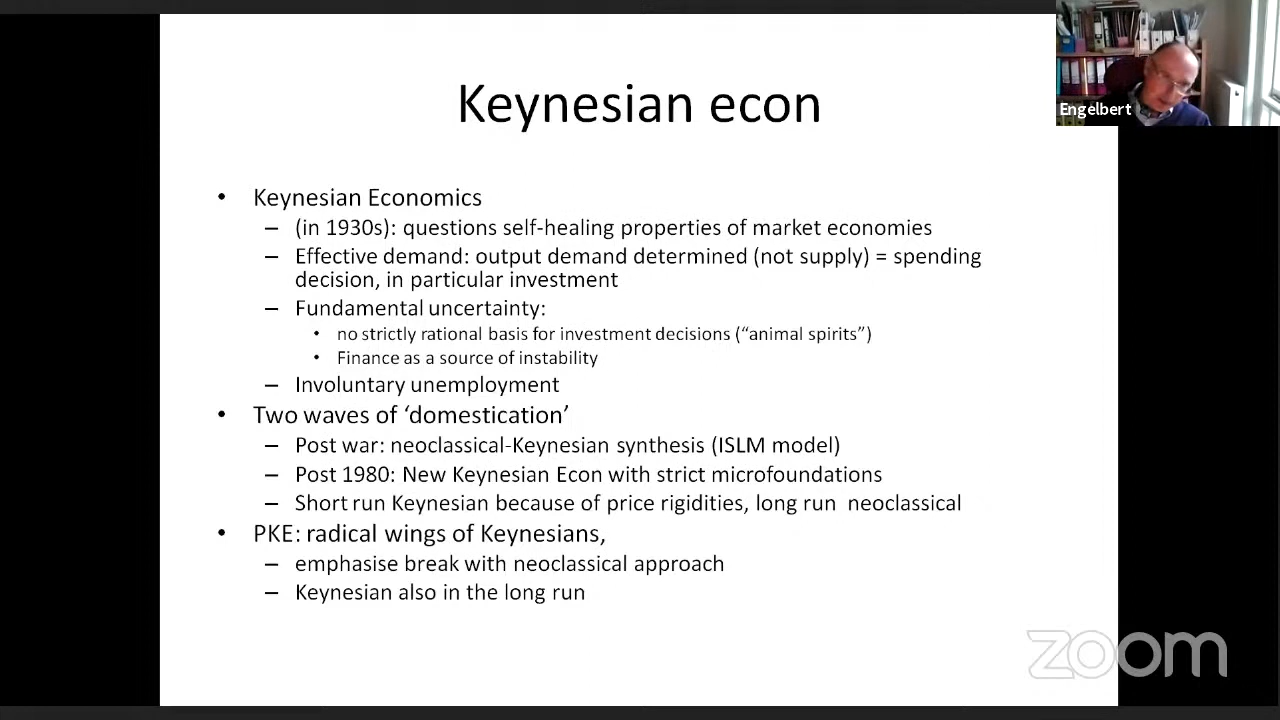 Keynesian econ
Engelbert
• Keynesian Economics
– (in 1930s): questions self-healing properties of market economies
– Effective demand: output demand determined (not supply) = spending
decision, in particular investment
– Fundamental uncertainty:
• no strictly rational basis for investment decisions (“animal spirits”)
• Finance as a source of instability
– Involuntary unemployment
• Two waves of ‘domestication’
– Post war: neoclassical-Keynesian synthesis (ISLM model)
– Post 1980: New Keynesian Econ with strict microfoundations
– Short run Keynesian because of price rigidities, long run neoclassical
• PKE: radical wings of Keynesians,
– emphasise break with neoclassical approach
– Keynesian also in the long run
zoom